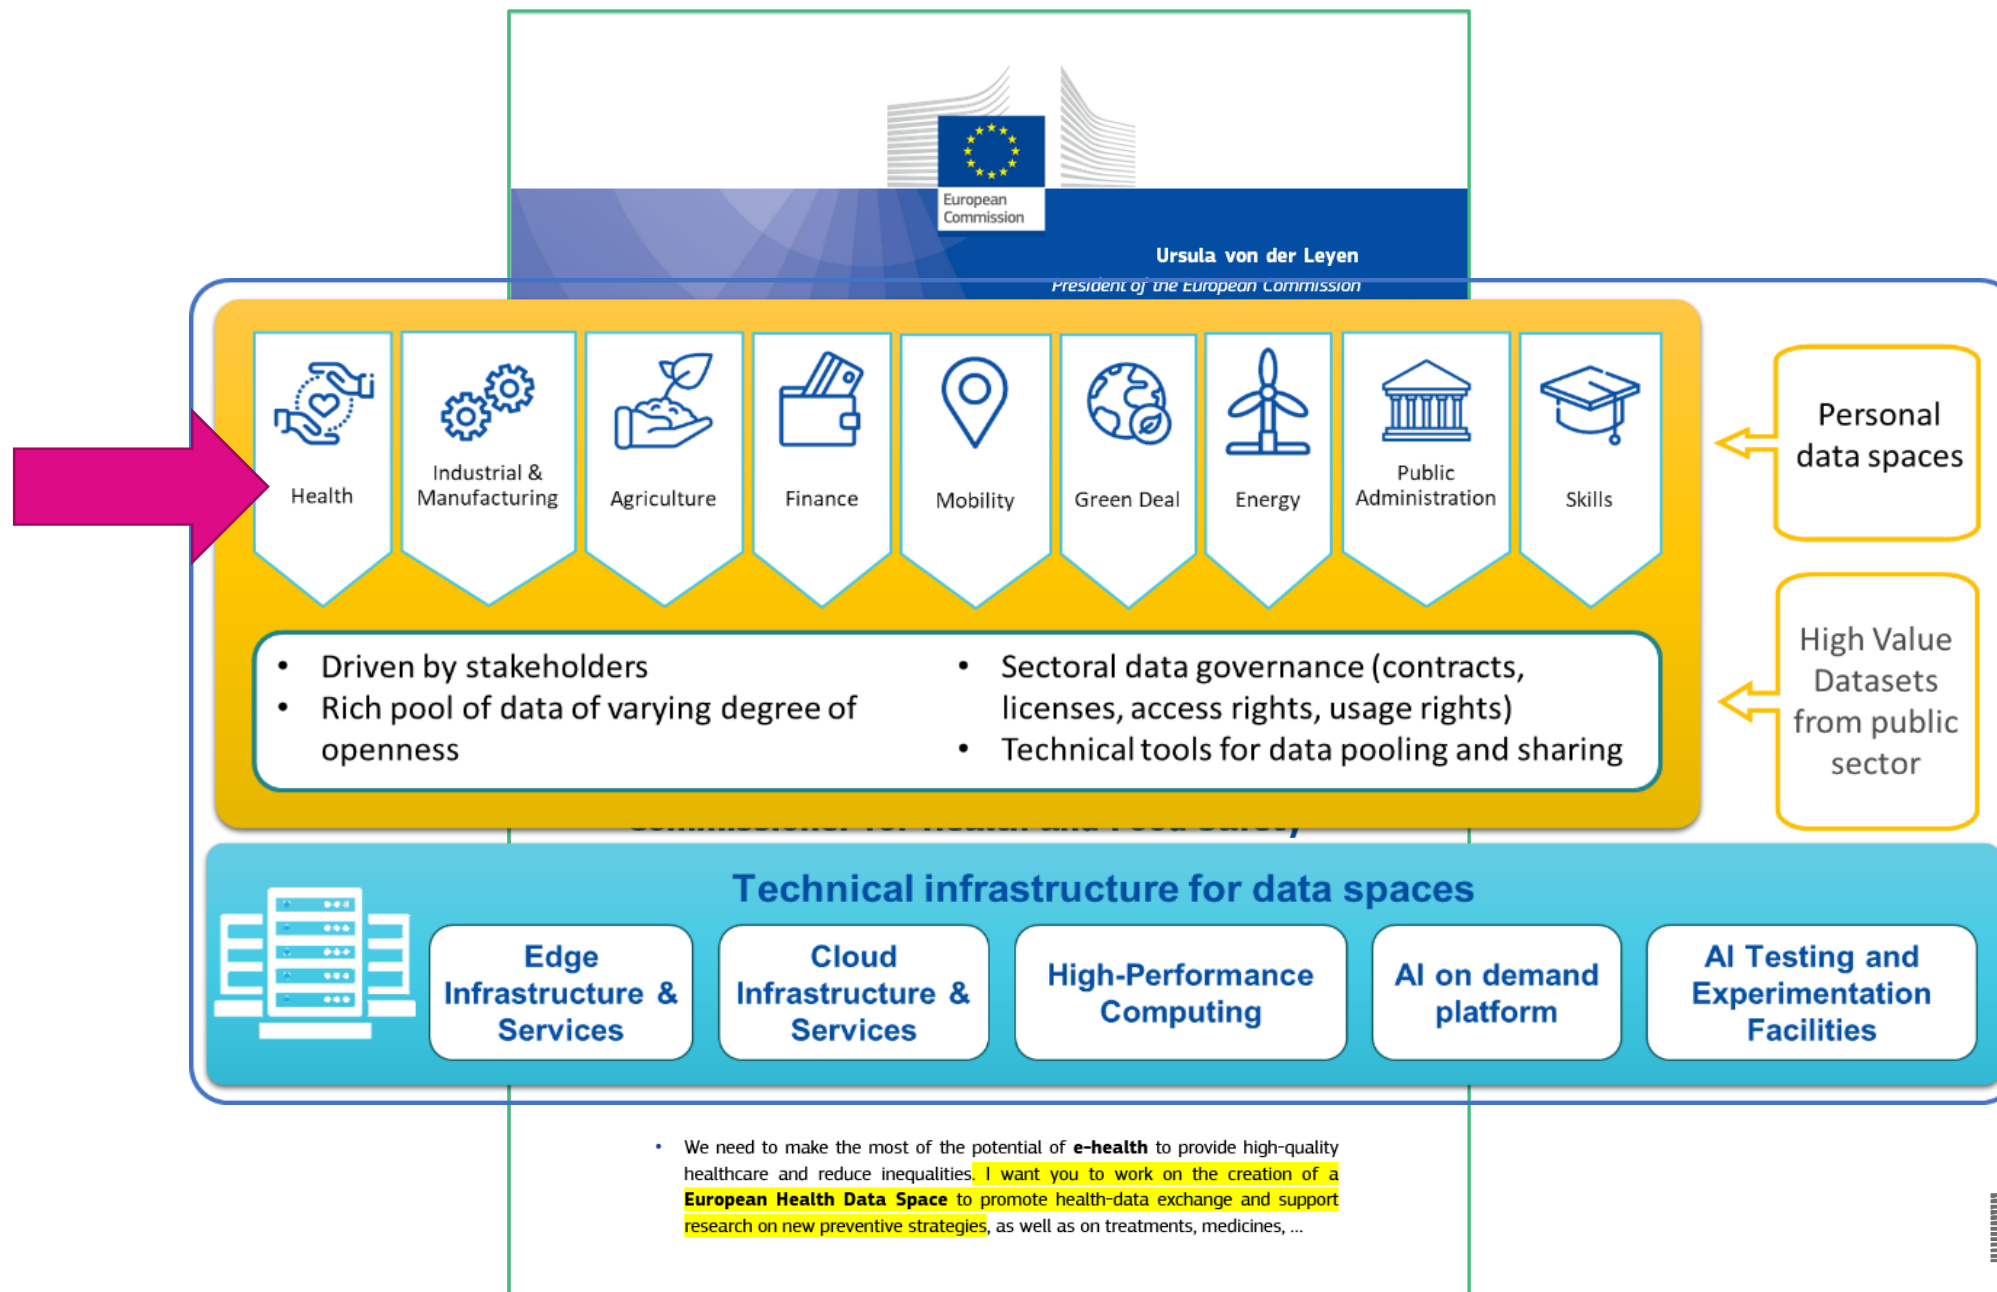 European
Commission
Ursula von der Leyen
President of the European Commission
Health
Industrial &
Manufacturing
Agriculture
Finance
Mobility
Green Deal
Energy
Public
Administration
Skills
Personal
data spaces
• Driven by stakeholders
• Rich pool of data of varying degree of
openness
• Sectoral data governance (contracts,
licenses, access rights, usage rights)
• Technical tools for data pooling and sharing
High Value
Datasets
from public
sector
Commissioner for Health and Food Safety
Technical infrastructure for data spaces
Edge
Infrastructure &
Services
Cloud
Infrastructure &
Services
High-Performance
Computing
AI on demand
platform
AI Testing and
Experimentation
Facilities
• We need to make the most of the potential of e-health to provide high-quality
healthcare and reduce inequalities. I want you to work on the creation of a
European Health Data Space to promote health-data exchange and support
research on new preventive strategies, as well as on treatments, medicines, ...